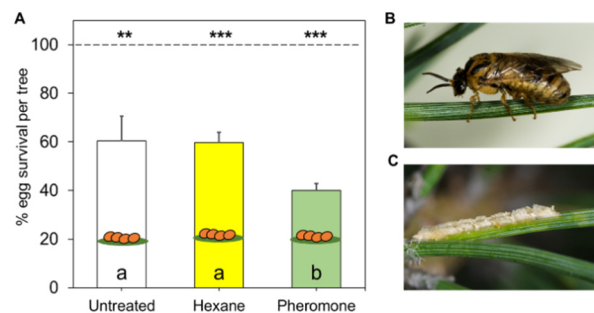 A
% egg survival per tree
100
80
60
40
20
0
**
***
***
a
a
b
Untreated
Hexane
Pheromone
B
C